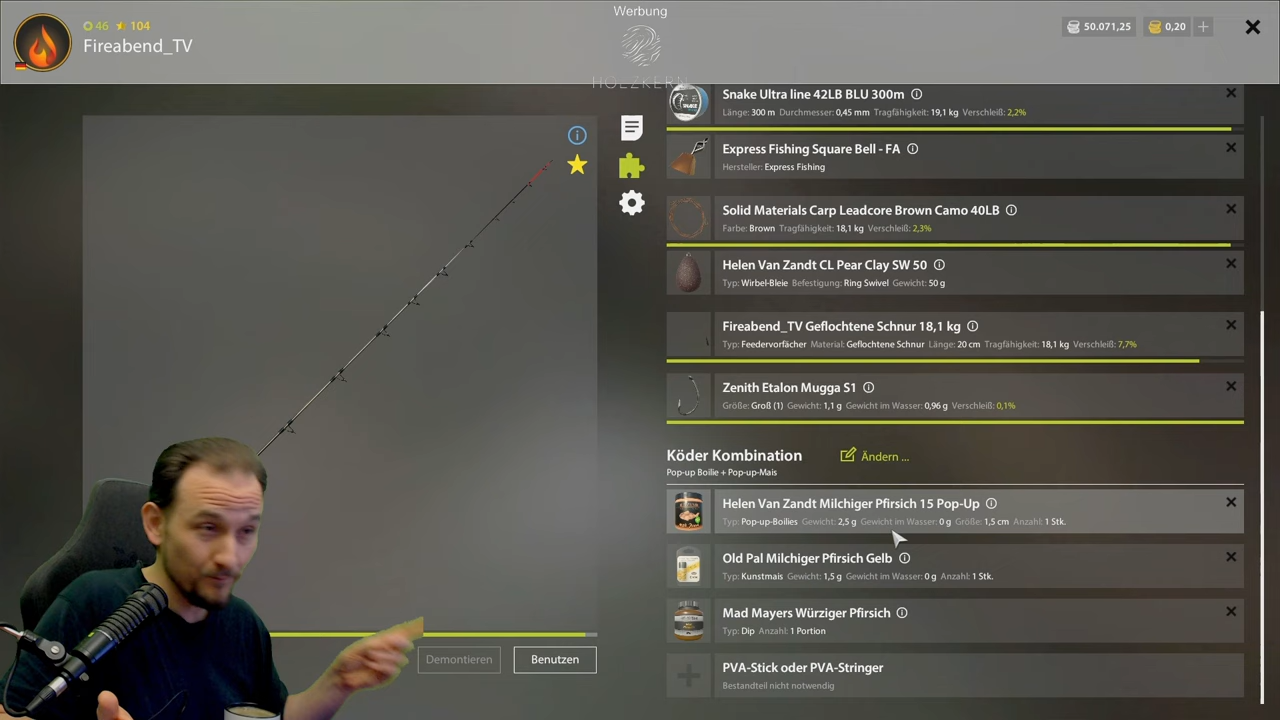 Werbung
HOLZKERN
46 104
Fireabend_TV
50.071,25
0,20
Snake Ultra line 42LB BLU 300m
Länge: 300 m Durchmesser: 0,45 mm Tragfähigkeit: 19,1 kg Verschleiß: 2,2%
Express Fishing Square Bell - FA
Hersteller: Express Fishing
Solid Materials Carp Leadcore Brown Camo 40LB
Farbe: Brown Tragfähigkeit: 18,1 kg Verschleiß: 2,3%
Helen Van Zandt CL Pear Clay SW 50
Typ: Wirbel-Bleie Befestigung: Ring Swivel Gewicht: 50 g
Fireabend_TV Geflochtene Schnur 18,1 kg
Typ: Feedervorfächer Material: Geflochtene Schnur Länge: 20 cm Tragfähigkeit: 18,1 kg Verschleiß: 7,7%
Zenith Etalon Mugga S1
Größe: Groß (1) Gewicht: 1,1 g Gewicht im Wasser: 0,96 g Verschleiß: 0,1%
Köder Kombination
Ändern ...
Pop-up Boilie + Pop-up-Mais
Helen Van Zandt Milchiger Pfirsich 15 Pop-Up
Typ: Pop-up-Boilies Gewicht: 2,5 g Gewicht im Wasser: 0 g Größe: 1,5 cm Anzahl: 1 Stk.
Old Pal Milchiger Pfirsich Gelb
Typ: Kunstmais Gewicht: 1,5 g Gewicht im Wasser: 0 g Anzahl: 1 Stk.
Mad Mayers Würziger Pfirsich
Typ: Dip Anzahl: 1 Portion
PVA-Stick oder PVA-Stringer
Bestandteil nicht notwendig
Demontieren
Benutzen